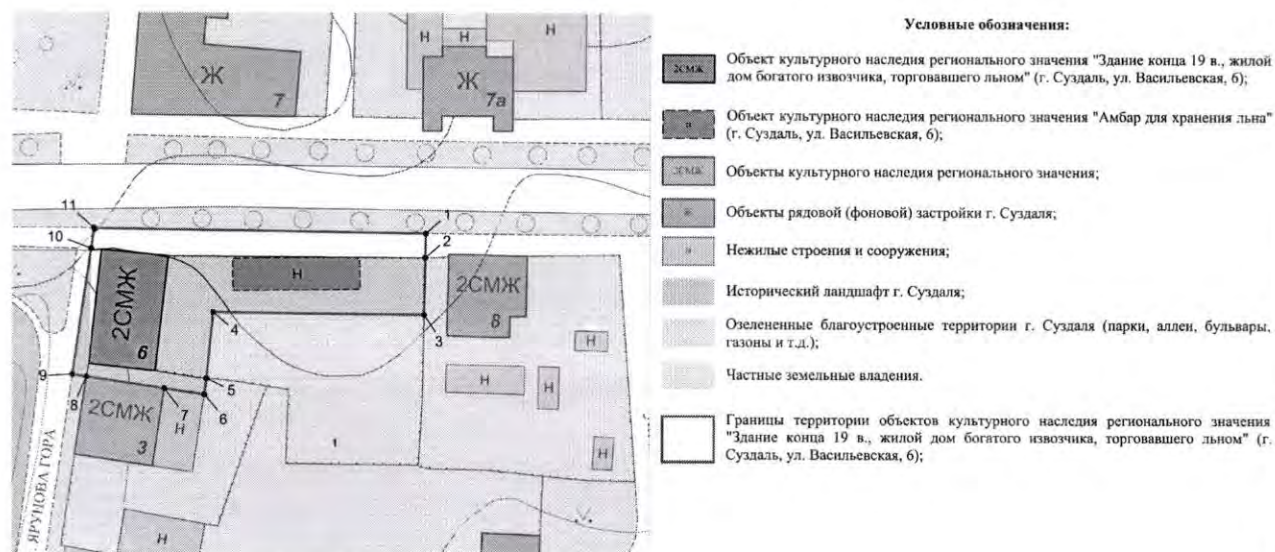 Ж
7
Н
Н
Ж
7а
Н
11
1
10
2
Н
2СМЖ
6
2СМЖ
8
4
3
Н
Н
Н
9
8
5
6
7
2СМЖ
3
Н
1
Н
ЯРУНОВА ГОРА
Н
Условные обозначения:
2СМЖ
Объект культурного наследия регионального значения "Здание конца 19 в., жилой
дом богатого извозчика, торговавшего льном" (г. Суздаль, ул. Васильевская, 6);
Объект культурного наследия регионального значения "Амбар для хранения льна"
(г. Суздаль, ул. Васильевская, 6);
2СМЖ
Объекты культурного наследия регионального значения;
Объекты рядовой (фоновой) застройки г. Суздаля;
Нежилые строения и сооружения;
Исторический ландшафт г. Суздаля;
Озелененные благоустроенные территории г. Суздаля (парки, аллеи, бульвары,
газоны и т.д.);
Частные земельные владения.
Границы территории объектов культурного наследия регионального значения
"Здание конца 19 в., жилой дом богатого извозчика, торговавшего льном" (г.
Суздаль, ул. Васильевская, 6);